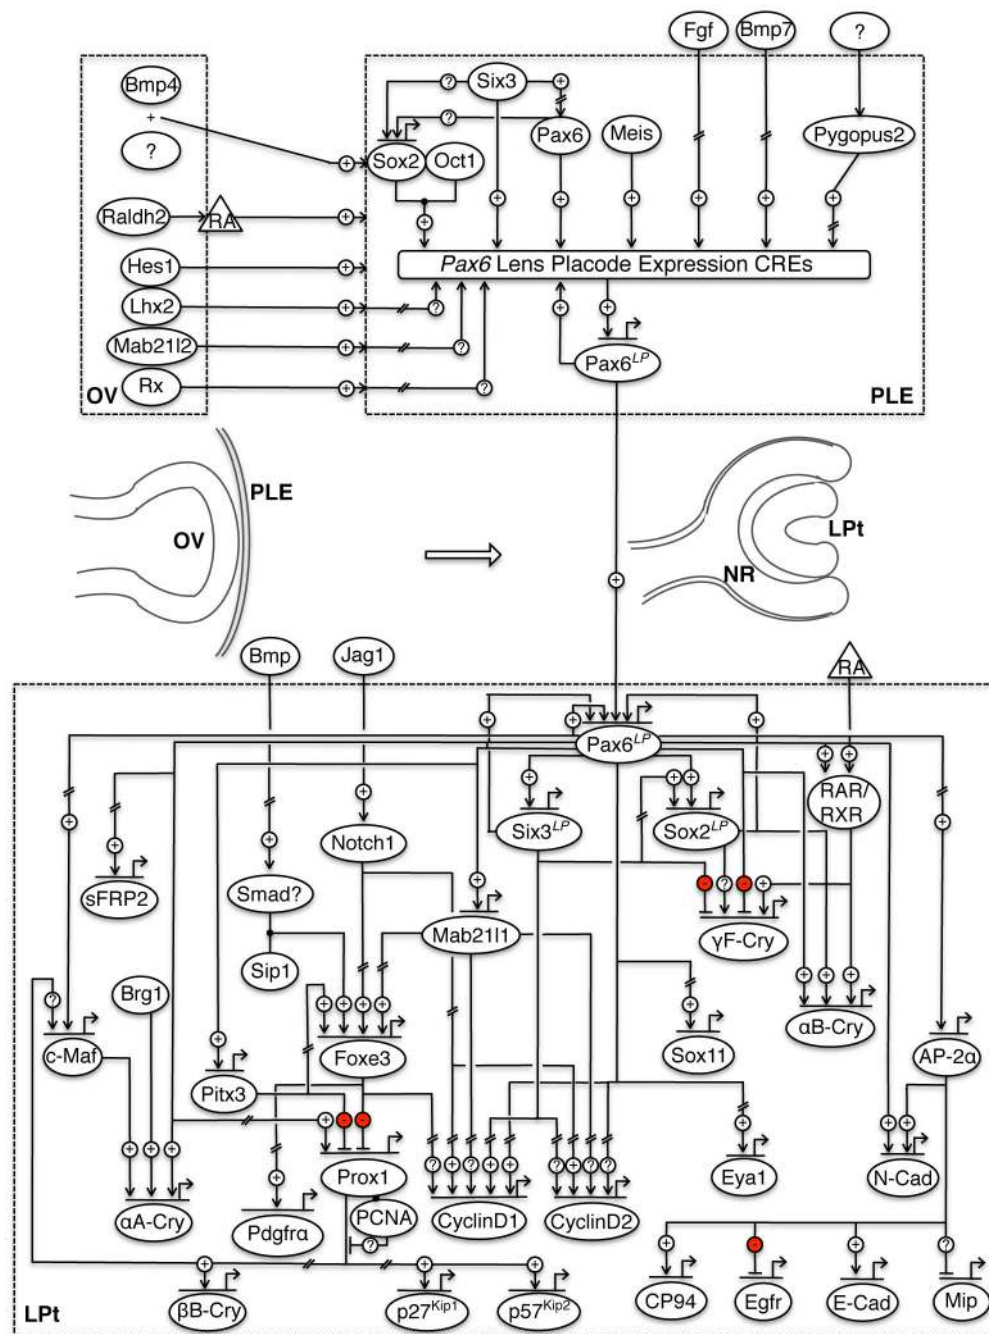 Fgf Bmp7 ?
Bmp4
+
?
Six3
? +
?
Pax6 Meis Pygopus2
Sox2 Oct1
+
Raldh2 RA +
+ + + + + + +
Hes1 +
Pax6 Lens Placode Expression CREs
Lhx2 + ? + +
Mab21l2 + ?
Rx + ?
Pax6LP
OV PLE
PLE
OV
LPt
NR
+
Bmp Jag1 RA
+ +
Pax6LP
+ + + + + +
RAR/
RXR
+ + + +
Six3LP Sox2LP
+ Notch1
sFRP2 Smad? + - ? - +
Mab21l1 γF-Cry
Sip1
Brg1 + + +
? + + + + +
c-Maf Foxe3 Sox11 αB-Cry AP-2α
+ Pitx3
+ - -
+ + + + + +
Prox1 ? + ? + + ? + ? ?
Eya1 N-Cad
αA-Cry Pdgfrα PCNA CyclinD1 CyclinD2
?
+ + + + - + ?
LPt βB-Cry p27Kip1 p57Kip2 CP94 Egfr E-Cad Mip